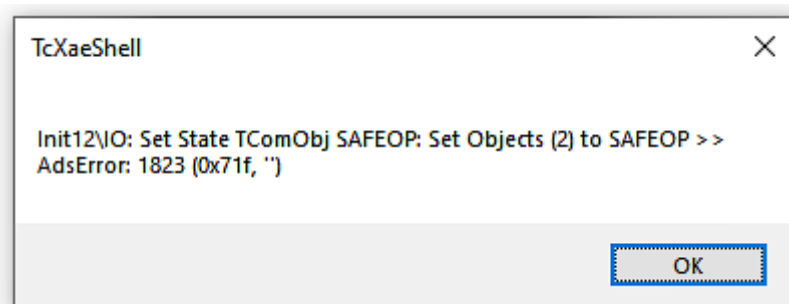 TcXaeShell
Init12\IO: Set State TComObj SAFEOP: Set Objects (2) to SAFEOP >>
AdsError: 1823 (0x71f, '')
OK